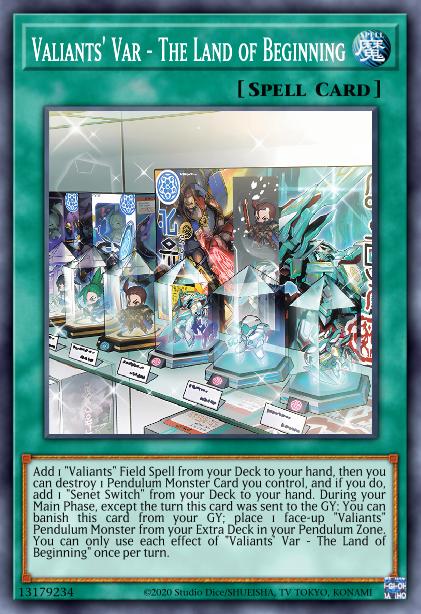 Valiants' Var - The Land of Beginning
SPELL
魔
[Spell Card]
Add 1 "Valiants" Field Spell from your Deck to your hand, then you
can destroy 1 Pendulum Monster Card you control, and if you do,
add 1 "Senet Switch" from your Deck to your hand. During your
Main Phase, except the turn this card was sent to the GY: You can
banish this card from your GY; place 1 face-up "Valiants"
Pendulum Monster from your Extra Deck in your Pendulum Zone.
You can only use each effect of "Valiants' Var - The Land of
Beginning" once per turn.
13179234
©2020 Studio Dice/SHUEISHA, TV TOKYO, KONAMI